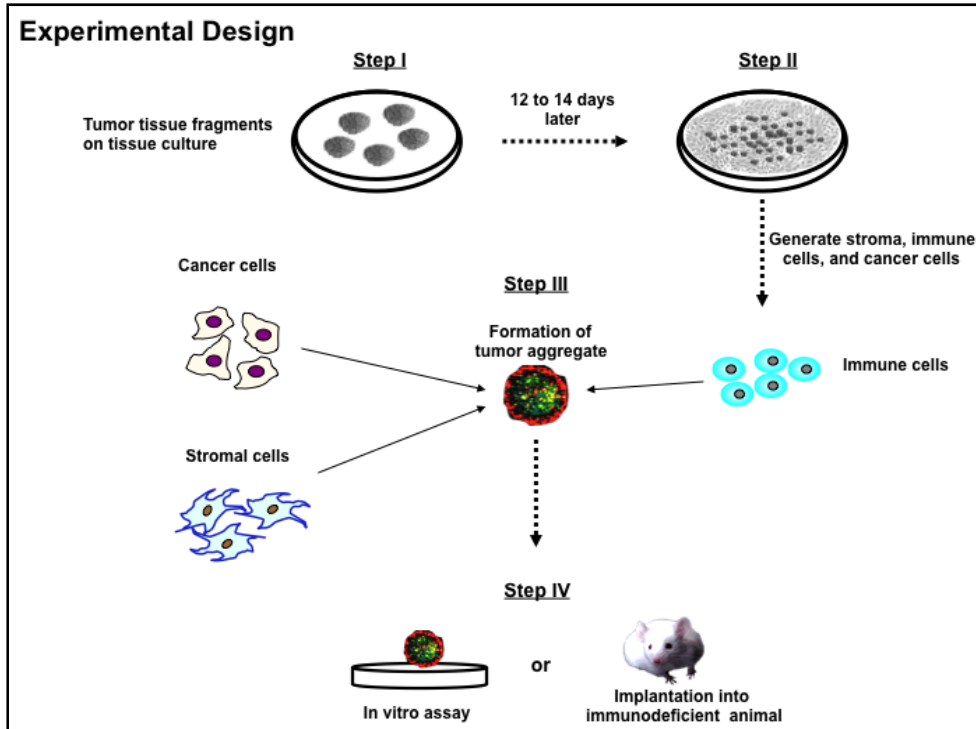 Experimental Design
Step I
Step II
Tumor tissue fragments
on tissue culture
12 to 14 days
later
Generate stroma, immune
cells, and cancer cells
Cancer cells
Step III
Formation of
tumor aggregate
Immune cells
Stromal cells
Step IV
or
In vitro assay
Implantation into
immunodeficient animal